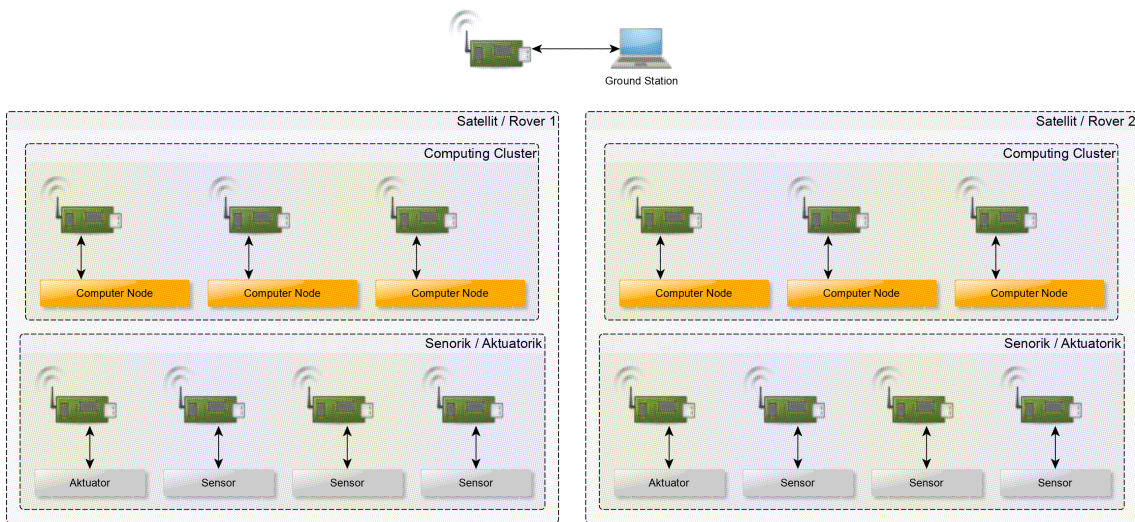 Ground Station
Satellit / Rover 1
Computing Cluster
Computer Node
Computer Node
Computer Node
Senorik / Aktuatorik
Aktuator
Sensor
Sensor
Sensor
Satellit / Rover 2
Computing Cluster
Computer Node
Computer Node
Computer Node
Senorik / Aktuatorik
Aktuator
Sensor
Sensor
Sensor